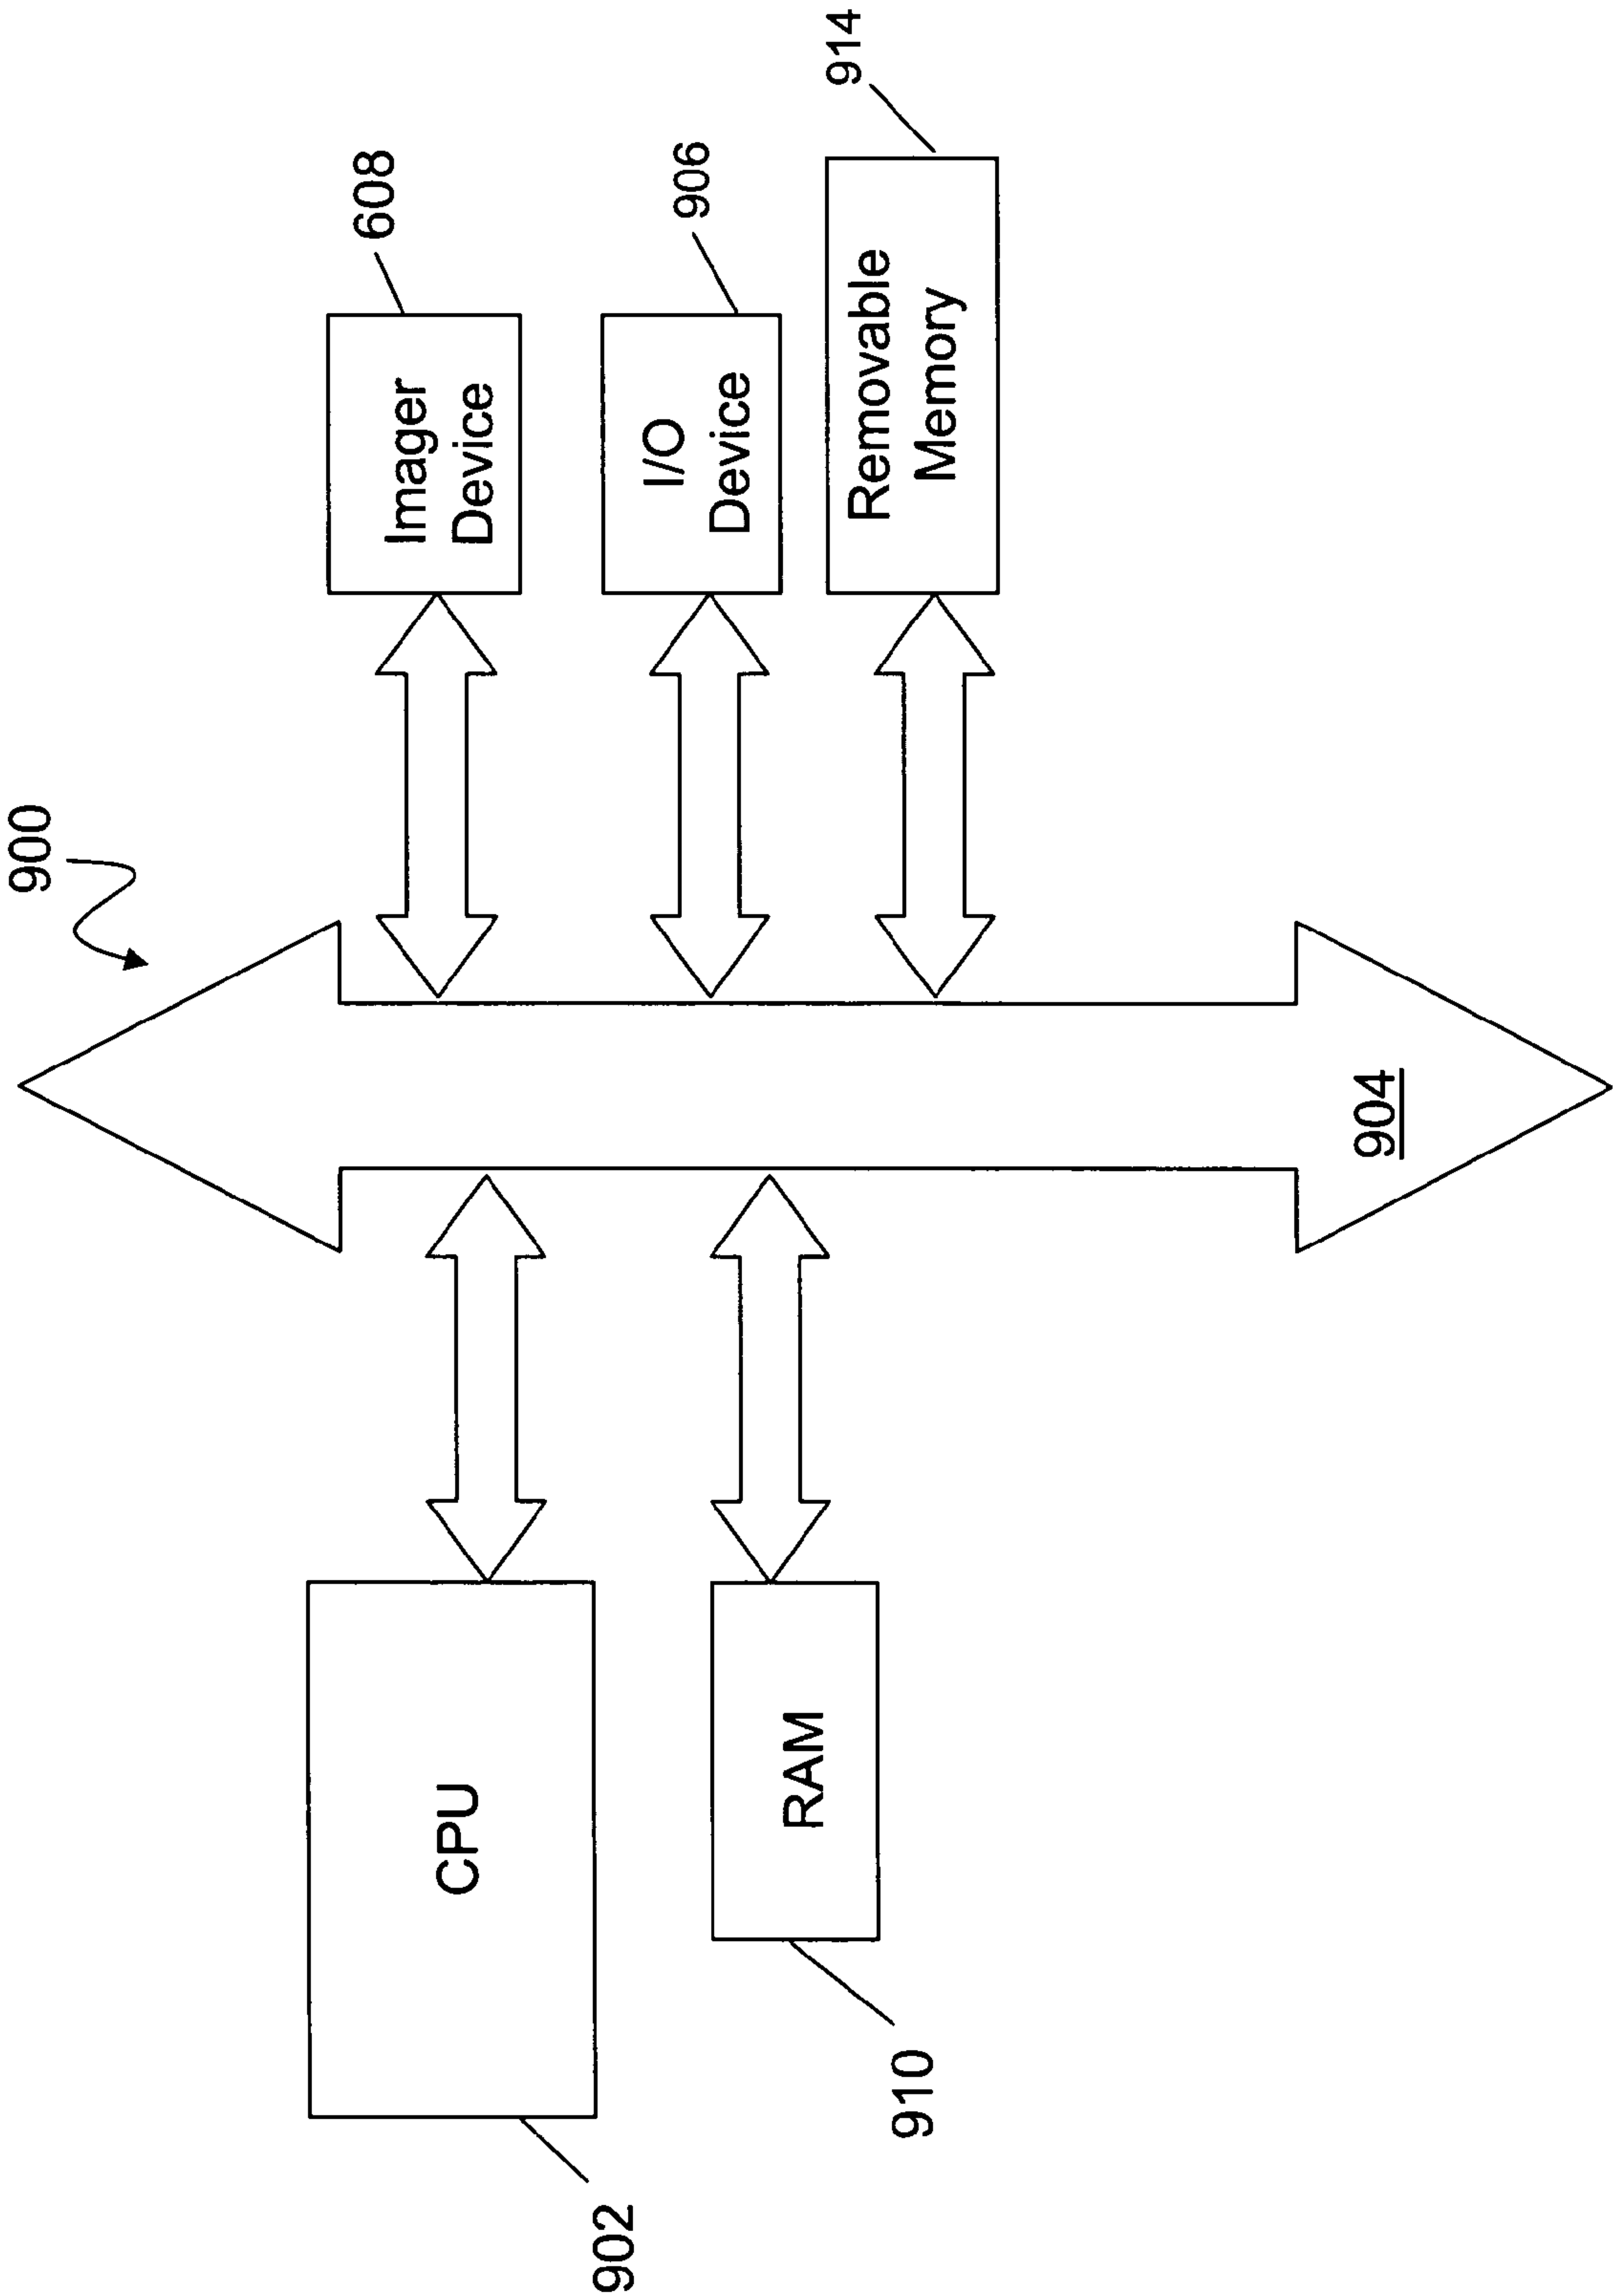 900
902
CPU
910
RAM
904
Imager
Device
608
I/O
Device
906
Removable
Memory
914